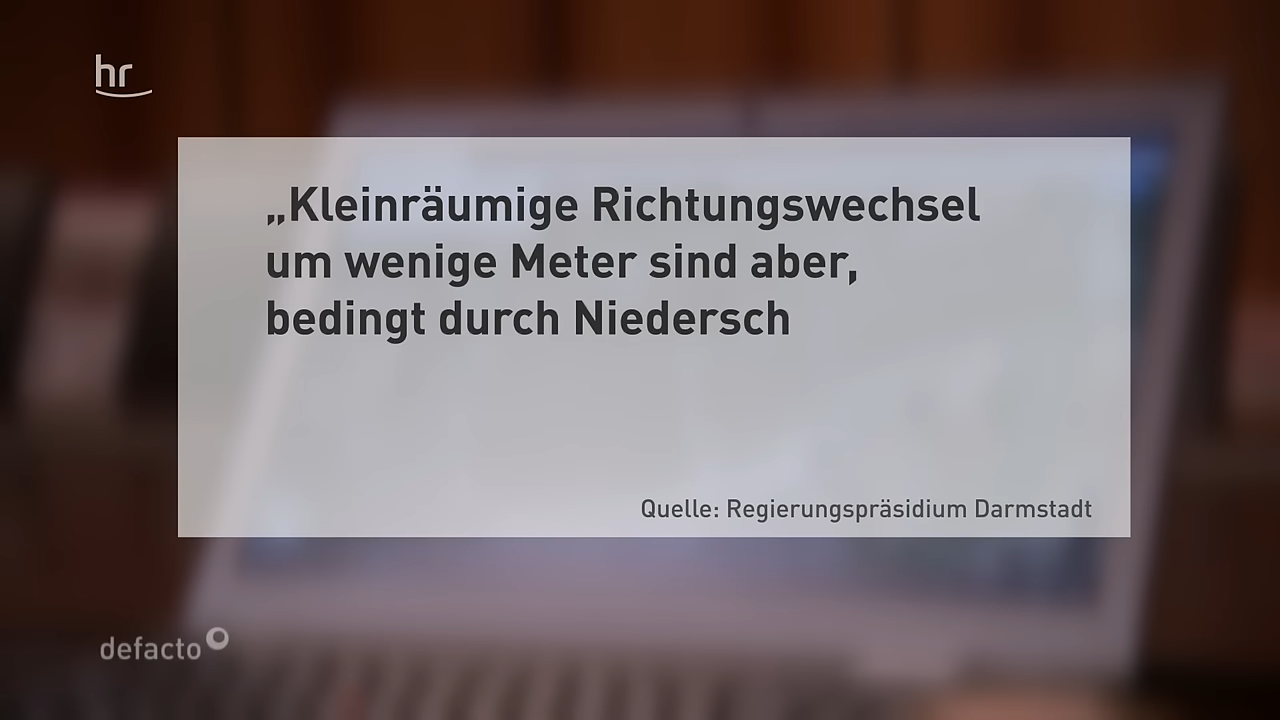 hr
„Kleinräumige Richtungswechsel
um wenige Meter sind aber,
bedingt durch Niedersch
Quelle: Regierungspräsidium Darmstadt
defacto